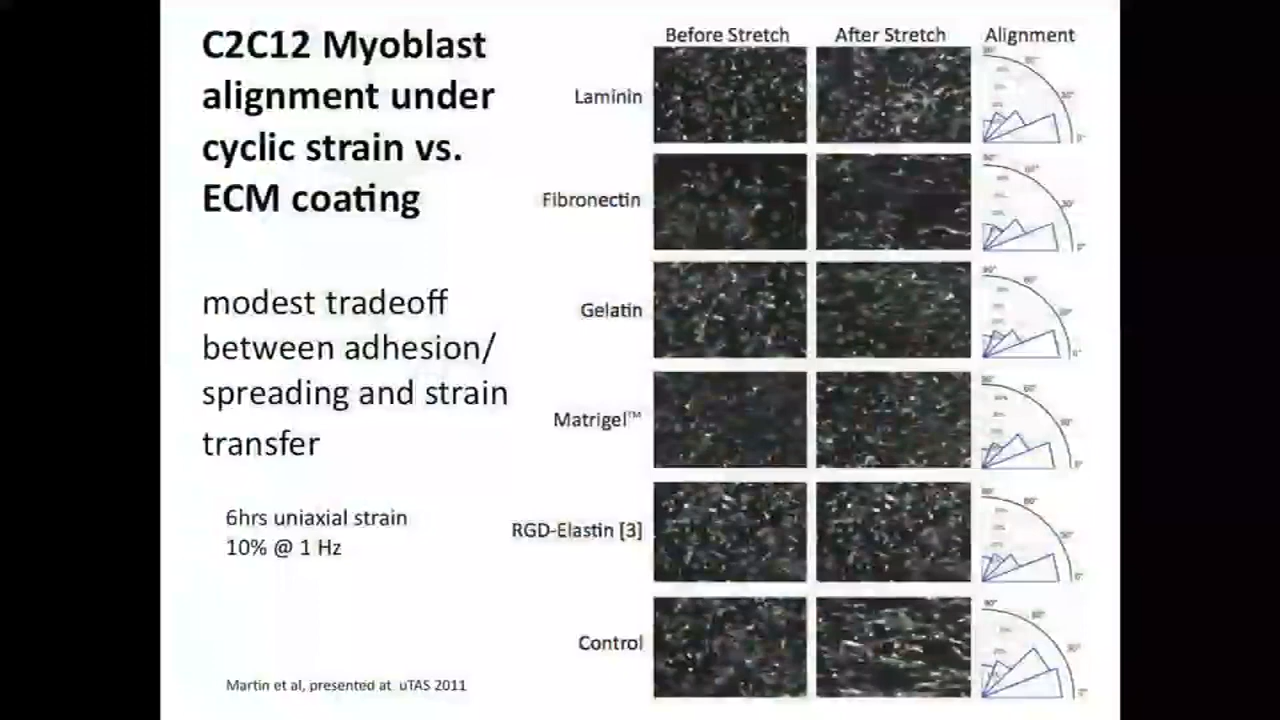 C2C12 Myoblast
alignment under
cyclic strain vs.
ECM coating
modest tradeoff
between adhesion/
spreading and strain
transfer
6hrs uniaxial strain
10% @ 1 Hz
Martin et al, presented at uTAS 2011
Before Stretch
After Stretch
Alignment
Laminin
Fibronectin
Gelatin
Matrigel™
RGD-Elastin [3]
Control